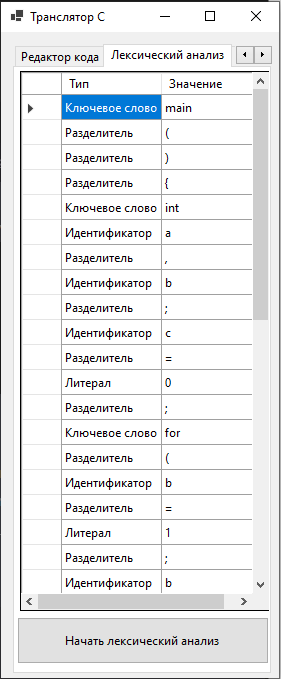 Транслятор С
Редактор кода Лексический анализ
Тип Значение
Ключевое слово main
Разделитель (
Разделитель )
Разделитель {
Ключевое слово int
Идентификатор a
Разделитель ,
Идентификатор b
Разделитель ;
Идентификатор c
Разделитель =
Литерал 0
Разделитель ;
Ключевое слово for
Разделитель (
Идентификатор b
Разделитель =
Литерал 1
Разделитель ;
Идентификатор b
Начать лексический анализ